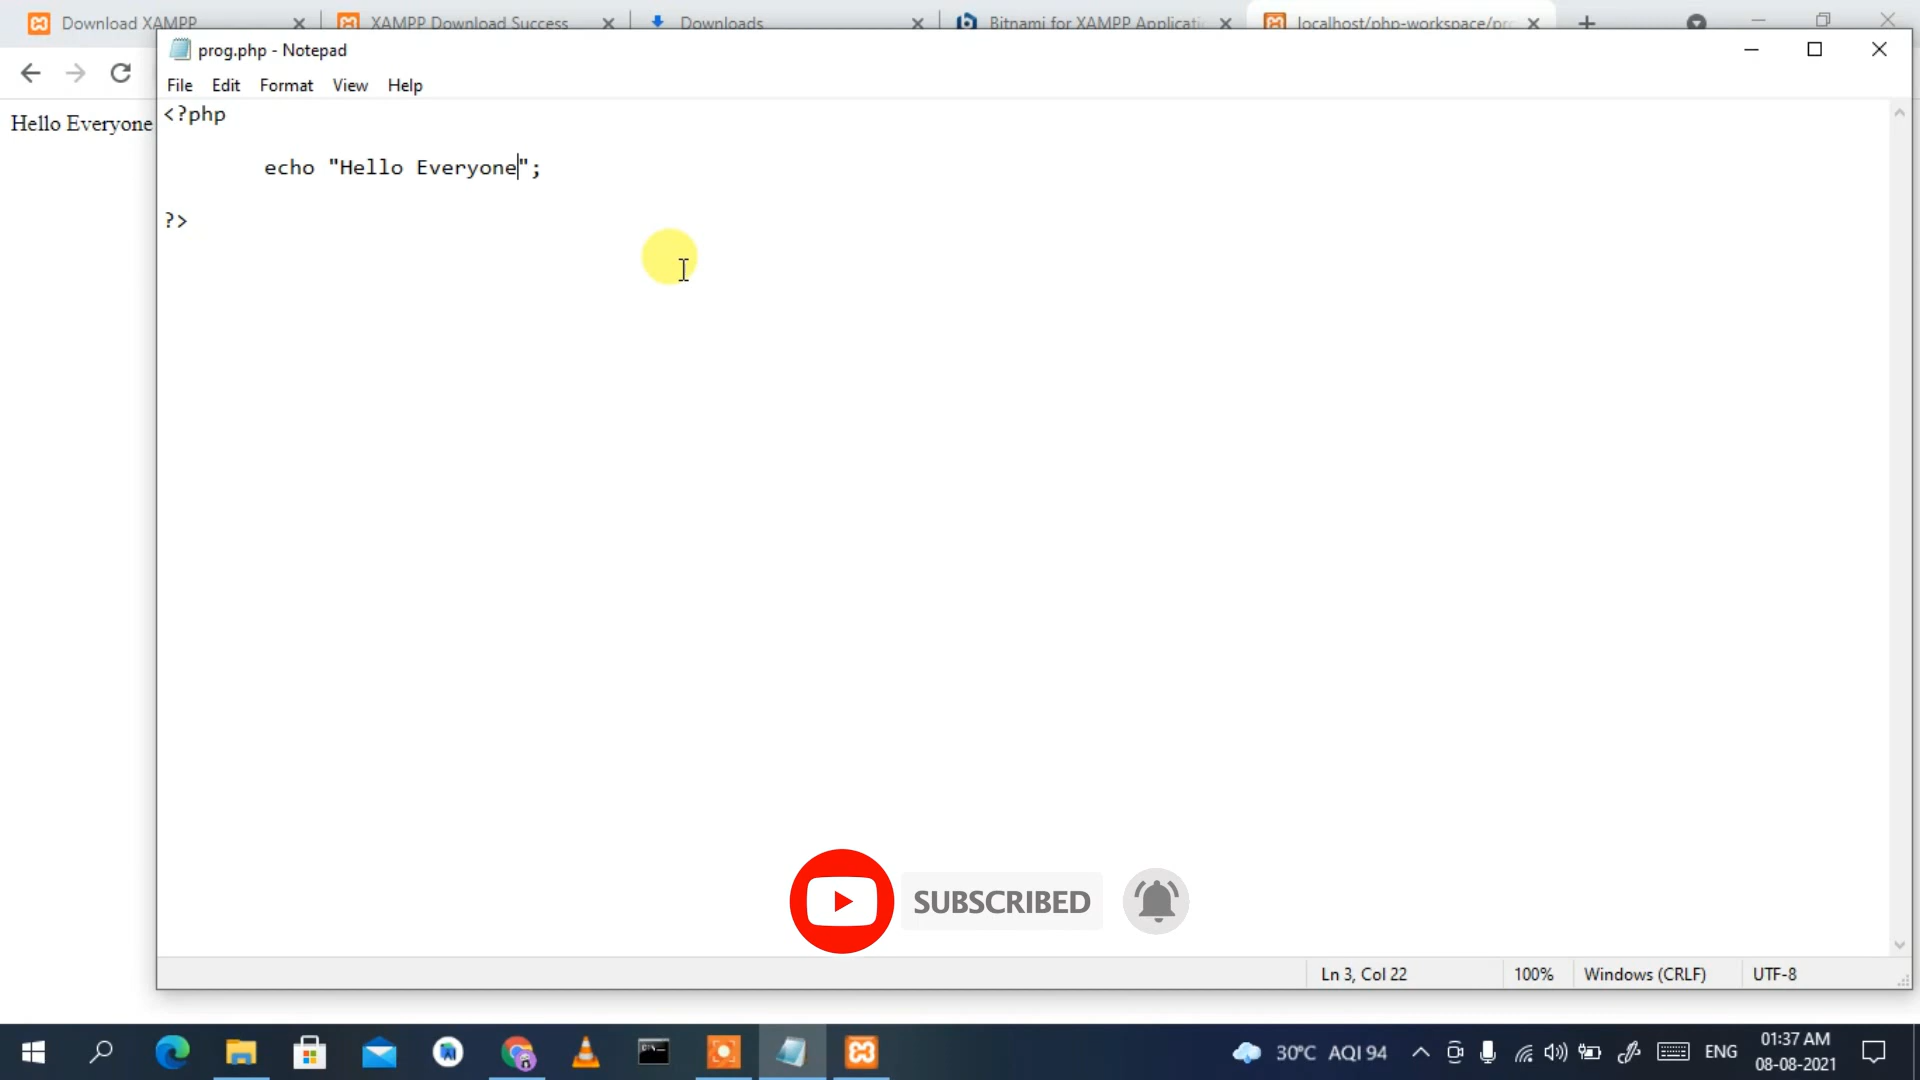 Download XAMPP
XAMPP Download Success
Downloads
Bitnami for XAMPP Applicati
localhost/php-workspace/pro
prog.php - Notepad
File Edit Format View Help
Hello Everyone
<?php
echo "Hello Everyone";
?>
SUBSCRIBED
Ln 3, Col 22
100%
Windows (CRLF)
UTF-8
30°C AQI 94
ENG
01:37 AM
08-08-2021